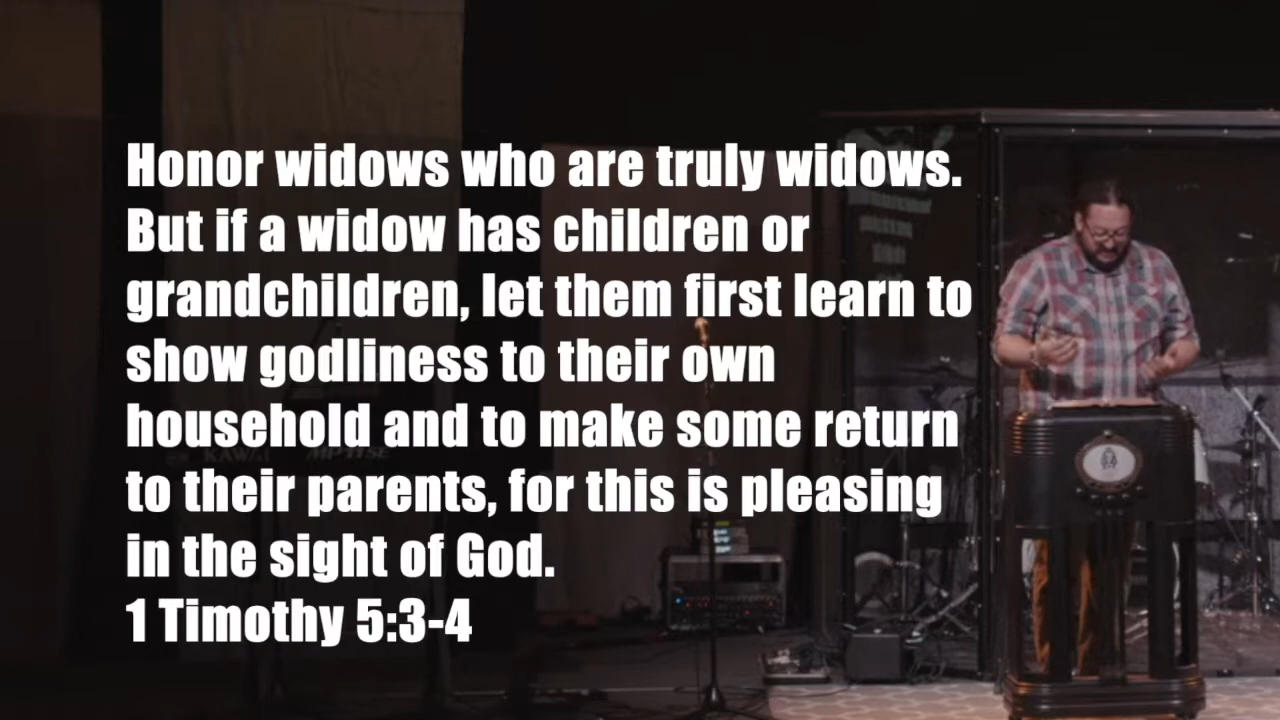 Honor widows who are truly widows.
But if a widow has children or
grandchildren, let them first learn to
show godliness to their own
household and to make some return
to their parents, for this is pleasing
in the sight of God.
1 Timothy 5:3-4
KAWAI MP11SE